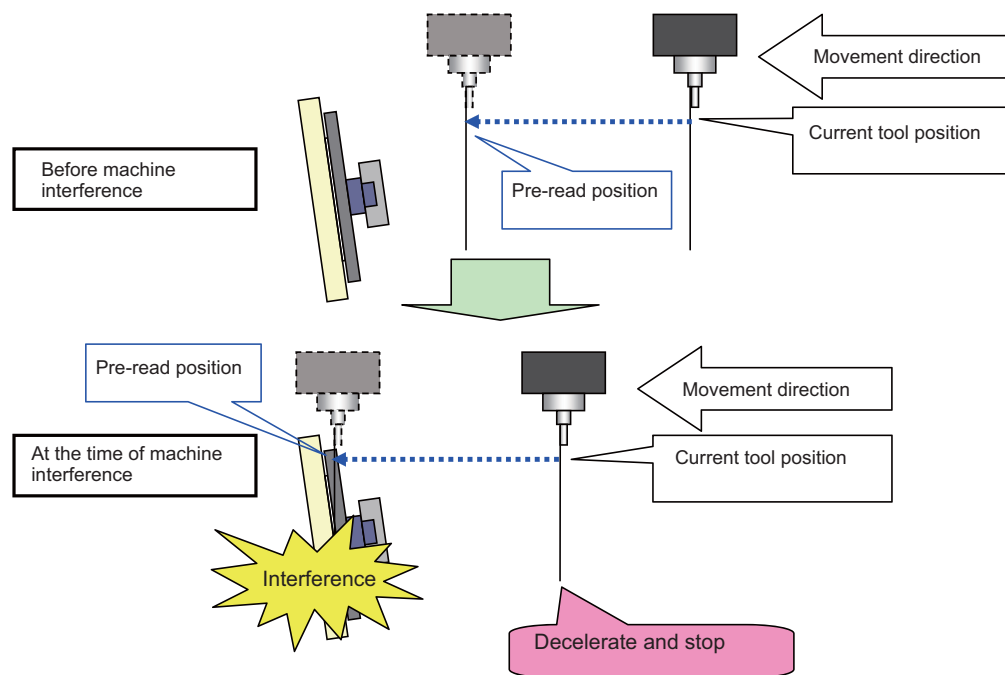 Movement direction
Current tool position
Before machine
interference
Pre-read position
Pre-read position
Movement direction
At the time of machine
interference
Current tool position
Interference
Decelerate and stop